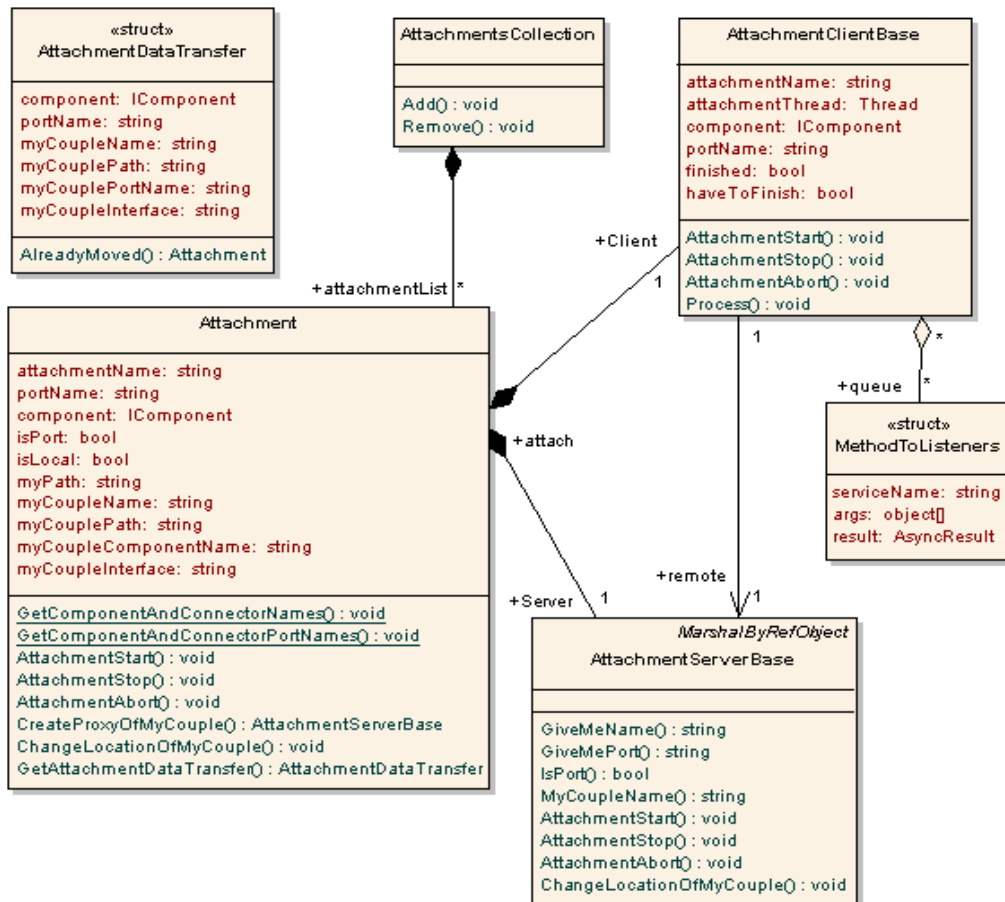 «struct»
AttachmentDataTransfer
component: IComponent
portName: string
myCoupleName: string
myCouplePath: string
myCouplePortName: string
myCoupleInterface: string
AlreadyMoved() : Attachment
AttachmentsCollection
Add() : void
Remove() : void
AttachmentClientBase
attachmentName: string
attachmentThread: Thread
component: IComponent
portName: string
finished: bool
haveToFinish: bool
AttachmentStart() : void
AttachmentStop() : void
AttachmentAbort() : void
Process() : void
+Client
1
+attachmentList
*
Attachment
attachmentName: string
portName: string
component: IComponent
isPort: bool
isLocal: bool
myPath: string
myCoupleName: string
myCouplePath: string
myCoupleComponentName: string
myCoupleInterface: string
GetComponentAndConnectorNames() : void
GetComponentAndConnectorPortNames() : void
AttachmentStart() : void
AttachmentStop() : void
AttachmentAbort() : void
CreateProxyOfMyCouple() : AttachmentServerBase
ChangeLocationOfMyCouple() : void
GetAttachmentDataTransfer() : AttachmentDataTransfer
+attach
1
*
+queue
*
«struct»
MethodToListeners
serviceName: string
args: object[]
result: AsyncResult
+remote
1
+Server
1
MarshalByRefObject
AttachmentServerBase
GiveMeName() : string
GiveMePort() : string
IsPort() : bool
MyCoupleName() : string
AttachmentStart() : void
AttachmentStop() : void
AttachmentAbort() : void
ChangeLocationOfMyCouple() : void